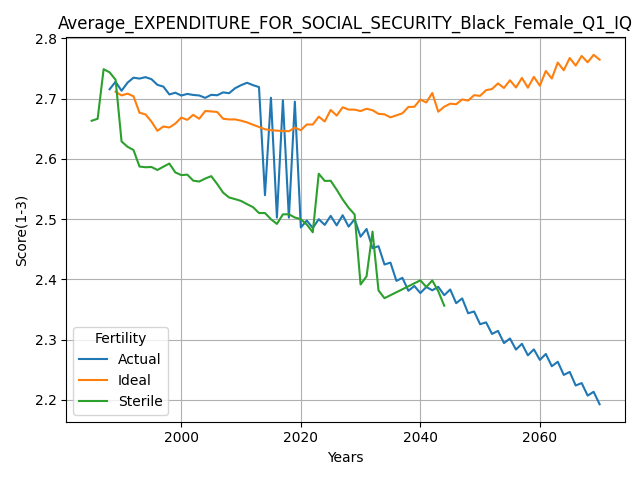 Average_EXPENDITURE_FOR_SOCIAL_SECURITY_Black_Female_Q1_IQ
2.8
2.7
2.6
2.5
2.4
2.3
2.2
Score(1-3)
Fertility
Actual
Ideal
Sterile
2000
2020
2040
2060
Years